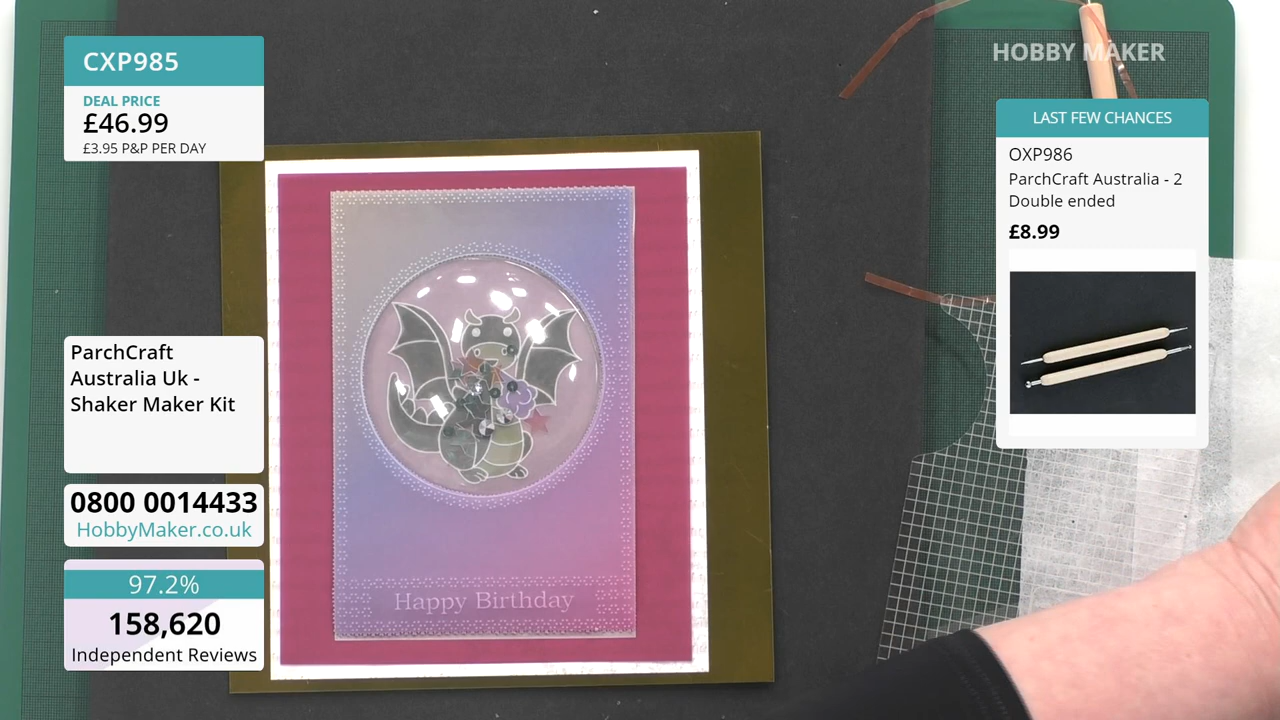 CXP985
DEAL PRICE
£46.99
£3.95 P&P PER DAY
ParchCraft
Australia Uk -
Shaker Maker Kit
0800 0014433
HobbyMaker.co.uk
97.2%
158,620
Independent Reviews
Happy Birthday
HOBBY MAKER
LAST FEW CHANCES
OXP986
ParchCraft Australia - 2
Double ended
£8.99